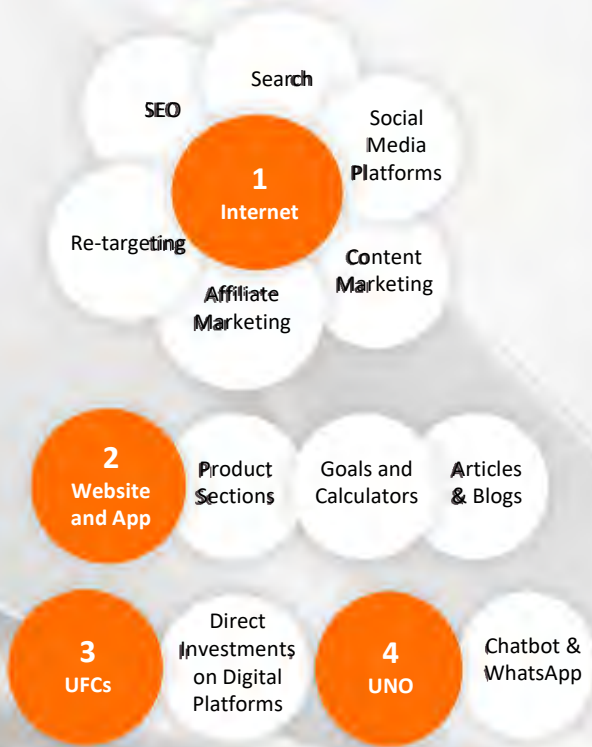 Search
SEO
Social
Media
Platforms
1
Internet
Re-targeting
Content
Marketing
Affiliate
Marketing
2
Website
and App
Product
Sections
Goals and
Calculators
Articles
& Blogs
3
UFCs
Direct
Investments
on Digital
Platforms
4
UNO
Chatbot &
WhatsApp